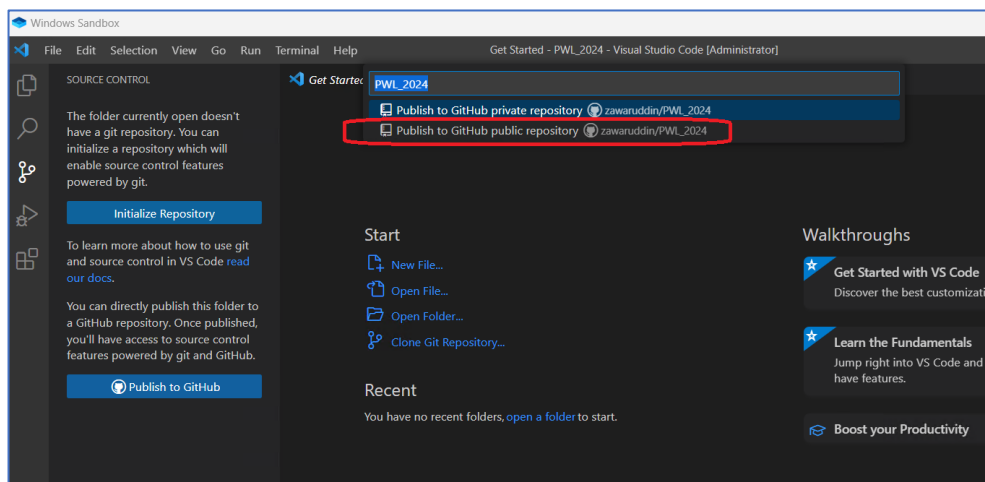 Windows Sandbox
File Edit Selection View Go Run Terminal Help
Get Started - PWL_2024 - Visual Studio Code [Administrator]
SOURCE CONTROL
The folder currently open doesn't
have a git repository. You can
initialize a repository which will
enable source control features
powered by git.
Initialize Repository
To learn more about how to use git
and source control in VS Code read
our docs.
You can directly publish this folder to
a GitHub repository. Once published,
you'll have access to source control
features powered by git and GitHub.
Publish to GitHub
Get Started
PWL_2024
Publish to GitHub private repository zawaruddin/PWL_2024
Publish to GitHub public repository zawaruddin/PWL_2024
Start
New File...
Open File...
Open Folder...
Clone Git Repository...
Recent
You have no recent folders, open a folder to start.
Walkthroughs
Get Started with VS Code
Discover the best customizati
Learn the Fundamentals
Jump right into VS Code and
have features.
Boost your Productivity